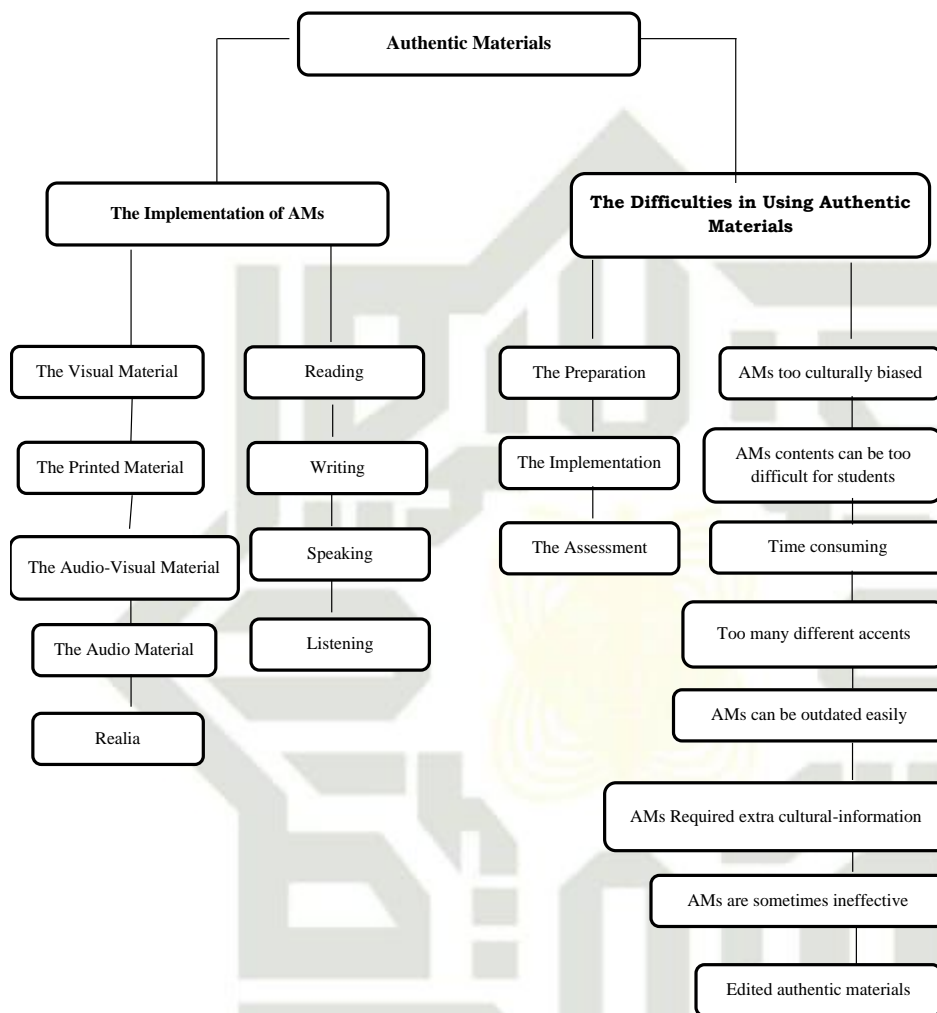 Authentic Materials
The Implementation of AMs
The Difficulties in Using Authentic
Materials
The Visual Material
The Printed Material
The Audio-Visual Material
The Audio Material
Realia
Reading
Writing
Speaking
Listening
The Preparation
The Implementation
The Assessment
AMs too culturally biased
AMs contents can be too
difficult for students
Time consuming
Too many different accents
AMs can be outdated easily
AMs Required extra cultural-information
AMs are sometimes ineffective
Edited authentic materials